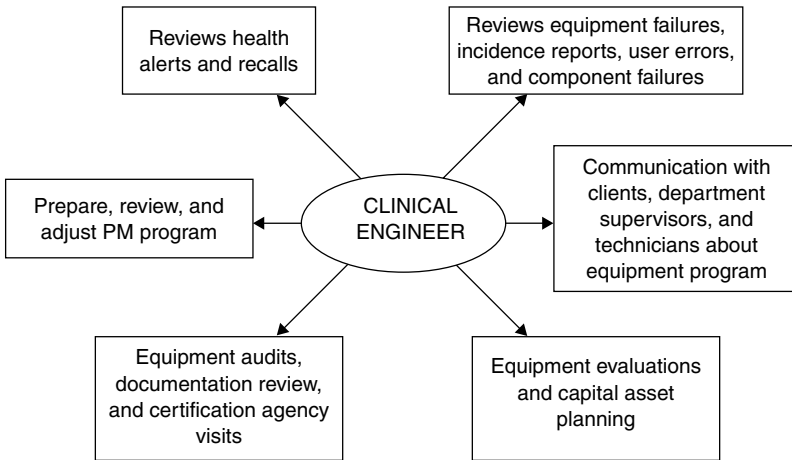 Reviews health
alerts and recalls
Reviews equipment failures,
incidence reports, user errors,
and component failures
Prepare, review, and
adjust PM program
CLINICAL
ENGINEER
Communication with
clients, department
supervisors, and
technicians about
equipment program
Equipment audits,
documentation review,
and certification agency
visits
Equipment evaluations
and capital asset
planning